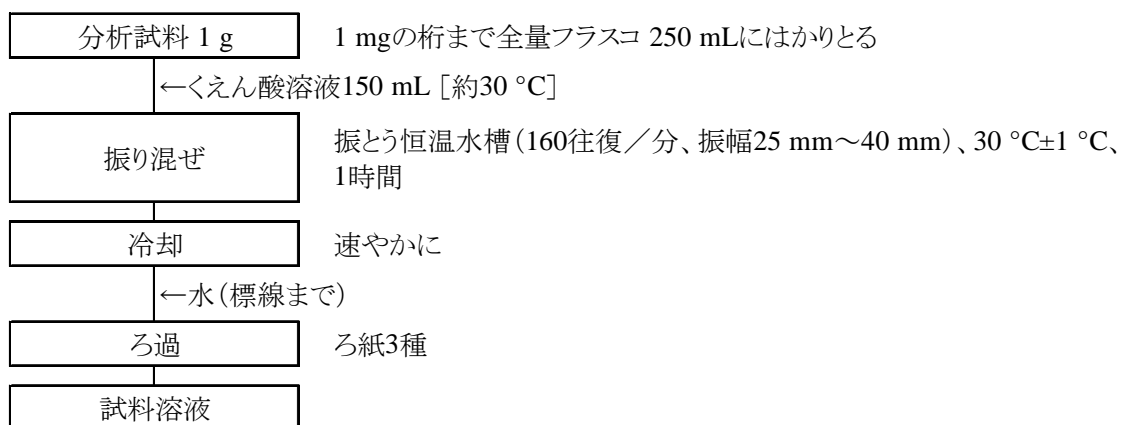 分析試料 1 g
1 mgの桁まで全量フラスコ 250 mLにはかりとる
←くえん酸溶液150 mL [約30 °C]
振り混ぜ
振とう恒温水槽（160往復／分、振幅25 mm～40 mm）、30 °C±1 °C、
1時間
冷却
速やかに
←水（標線まで）
ろ過
ろ紙3種
試料溶液